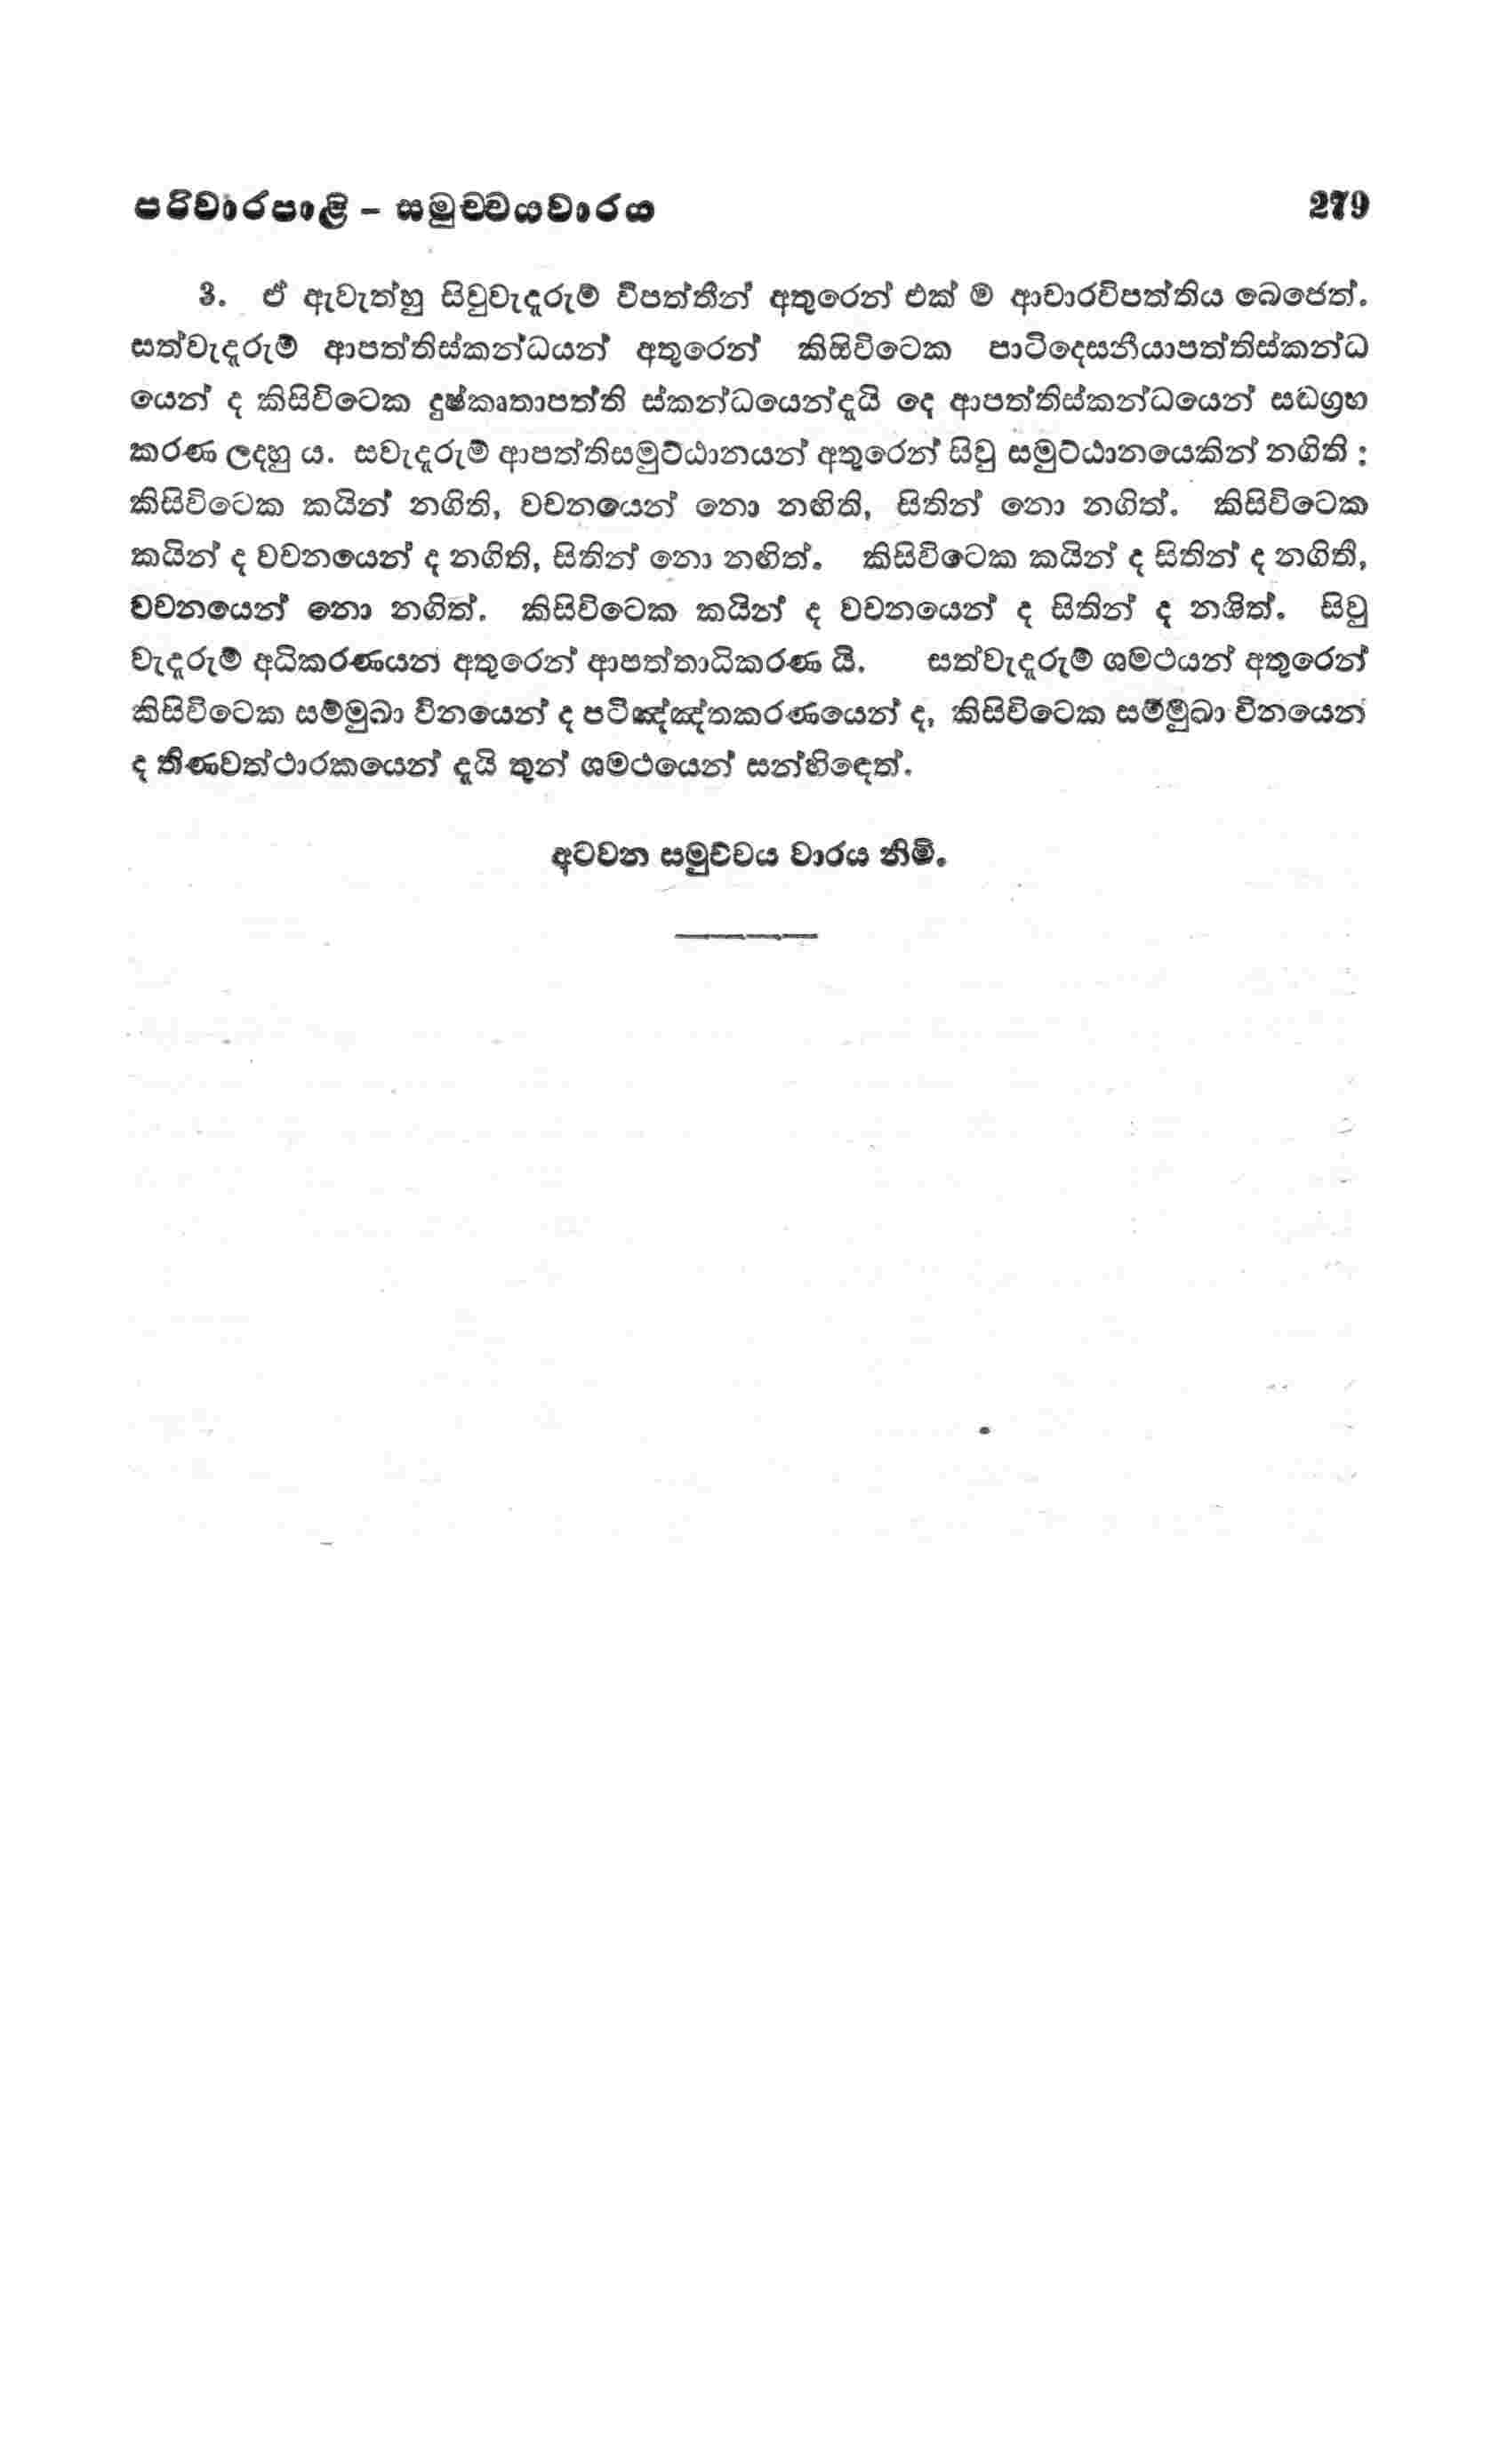 පරිවාරපාළි – සමුච්චයවාරය 279
3. ඒ ඇවැත්හු සිවුවැදෑරුම් විපත්තීන් අතුරෙන් එක් ම ආචාරවිපත්තිය බෙජෙත්.
සත්වැදෑරුම් ආපත්තිස්කන්ධයන් අතුරෙන් කිසිවිටෙක පාටිදෙසනීයාපත්තිස්කන්ධ
යෙන් ද කිසිවිටෙක දුෂ්කෘතාපත්ති ස්කන්ධයෙන්දැයි දෙ ආපත්තිස්කන්ධයෙන් සඞග්‍රහ
කරණ ලදහු ය. සවැදෑරුම් ආපත්තිසමුට්ඨානයන් අතුරෙන් සිවු සමුට්ඨානයෙකින් නගිති :
කිසිවිටෙක කයින් නගිති, වචනයෙන් නො නඟිති, සිතින් නො නගිත්. කිසිවිටෙක
කයින් ද වචනයෙන් ද නගිති, සිතින් නො නඟිත්. කිසිවිටෙක කයින් ද සිතින් ද නගිති,
වචනයෙන් නො නගිත්. කිසිවිටෙක කයින් ද වචනයෙන් ද සිතින් ද නගිත්. සිවු
වැදෑරුම් අධිකරණයන් අතුරෙන් ආපත්තාධිකරණ යි. සත්වැදෑරුම් ශමථයන් අතුරෙන්
කිසිවිටෙක සම්මුඛා විනයෙන් ද පටිඤ්ඤ්තකරණයෙන් ද, කිසිවිටෙක සම්මුඛා විනයෙන්
ද තිණවත්ථාරකයෙන් දැයි තුන් ශමථයෙන් සන්හිඳෙත්.
අටවන සමුච්චය වාරය නිමි.